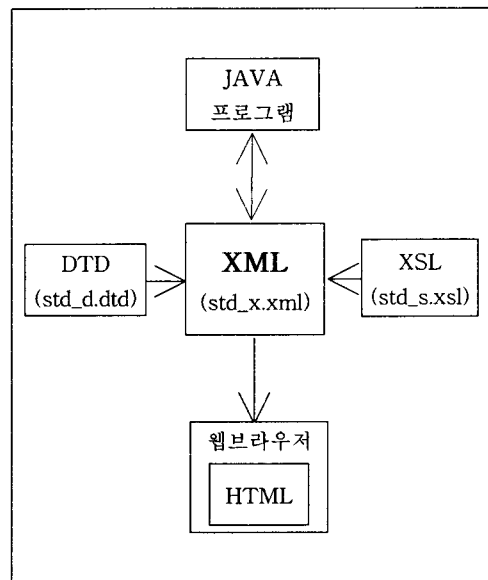 JAVA
프로그램
DTD
(std_d.dtd)
XML
(std_x.xml)
XSL
(std_s.xsl)
웹브라우저
HTML